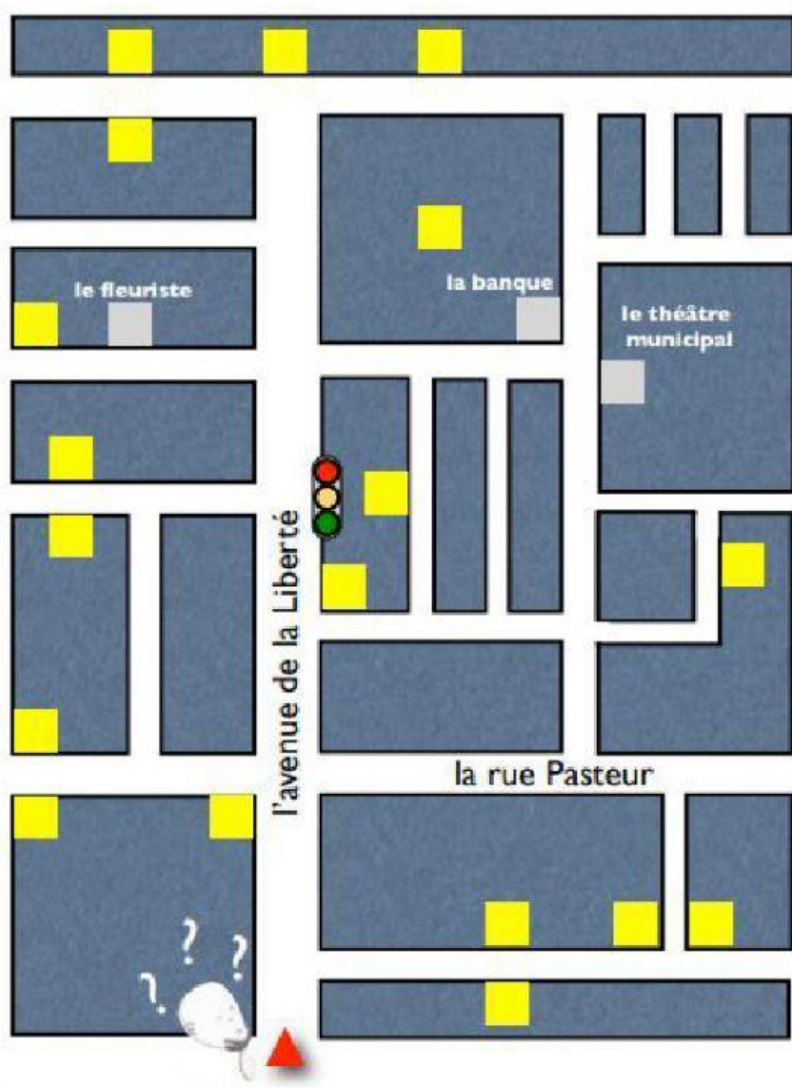 le fleuriste
la banque
le théâtre
municipal
l'avenue de la Liberté
la rue Pasteur
? ? ?